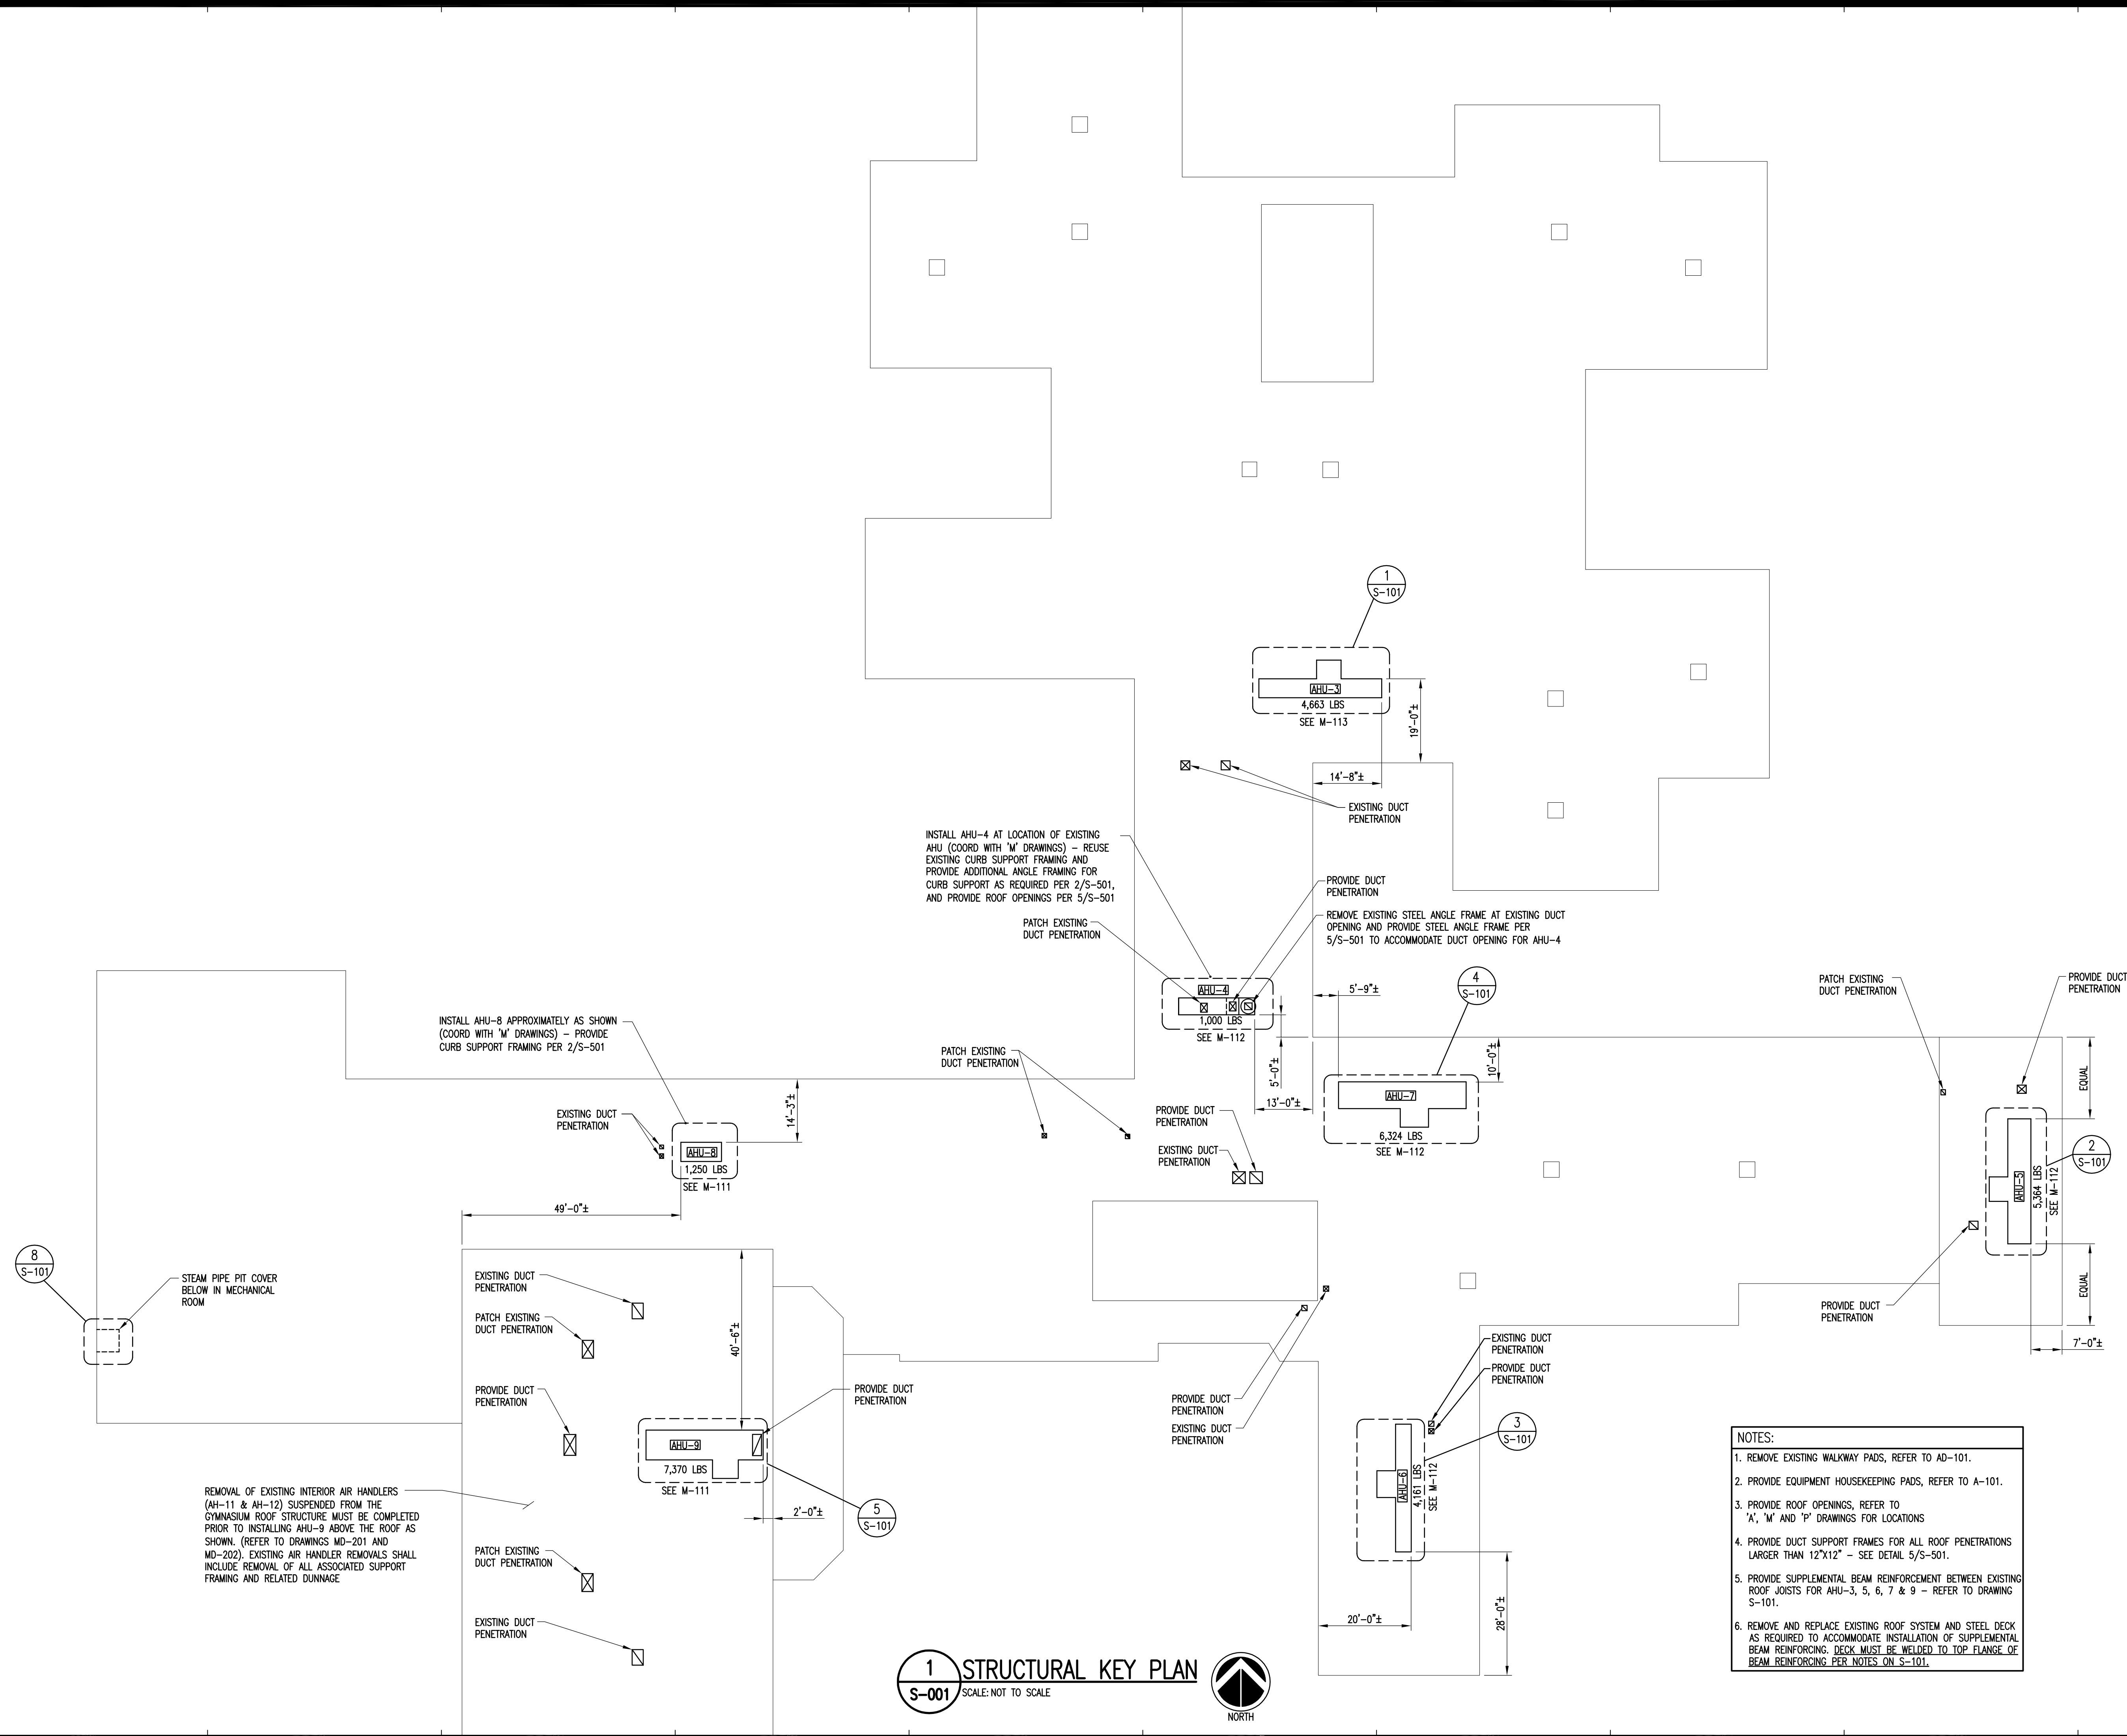 1
S-101
AHU-3
4,663 LBS
SEE M-113
19'-0"±
14'-8"±
EXISTING DUCT
PENETRATION
INSTALL AHU-4 AT LOCATION OF EXISTING
AHU (COORD WITH 'M' DRAWINGS) - REUSE
EXISTING CURB SUPPORT FRAMING AND
PROVIDE ADDITIONAL ANGLE FRAMING FOR
CURB SUPPORT AS REQUIRED PER 2/S-501,
AND PROVIDE ROOF OPENINGS PER 5/S-501
PROVIDE DUCT
PENETRATION
PATCH EXISTING
DUCT PENETRATION
REMOVE EXISTING STEEL ANGLE FRAME AT EXISTING DUCT
OPENING AND PROVIDE STEEL ANGLE FRAME PER
5/S-501 TO ACCOMMODATE DUCT OPENING FOR AHU-4
AHU-4
1,000 LBS
SEE M-112
5'-9"±
4
S-101
5'-0"±
13'-0"±
10'-0"±
AHU-7
6,324 LBS
SEE M-112
PATCH EXISTING
DUCT PENETRATION
PROVIDE DUCT
PENETRATION
EQUAL
2
S-101
AHU-5
5,364 LBS
SEE M-112
EQUAL
7'-0"±
PROVIDE DUCT
PENETRATION
INSTALL AHU-8 APPROXIMATELY AS SHOWN
(COORD WITH 'M' DRAWINGS) - PROVIDE
CURB SUPPORT FRAMING PER 2/S-501
PATCH EXISTING
DUCT PENETRATION
EXISTING DUCT
PENETRATION
14'-3"±
AHU-8
1,250 LBS
SEE M-111
49'-0"±
PROVIDE DUCT
PENETRATION
EXISTING DUCT
PENETRATION
8
S-101
STEAM PIPE PIT COVER
BELOW IN MECHANICAL
ROOM
EXISTING DUCT
PENETRATION
PATCH EXISTING
DUCT PENETRATION
40'-6"±
PROVIDE DUCT
PENETRATION
PROVIDE DUCT
PENETRATION
AHU-9
7,370 LBS
SEE M-111
2'-0"±
5
S-101
REMOVAL OF EXISTING INTERIOR AIR HANDLERS
(AH-11 & AH-12) SUSPENDED FROM THE
GYMNASIUM ROOF STRUCTURE MUST BE COMPLETED
PRIOR TO INSTALLING AHU-9 ABOVE THE ROOF AS
SHOWN. (REFER TO DRAWINGS MD-201 AND
MD-202). EXISTING AIR HANDLER REMOVALS SHALL
INCLUDE REMOVAL OF ALL ASSOCIATED SUPPORT
FRAMING AND RELATED DUNNAGE
PATCH EXISTING
DUCT PENETRATION
EXISTING DUCT
PENETRATION
PROVIDE DUCT
PENETRATION
EXISTING DUCT
PENETRATION
EXISTING DUCT
PENETRATION
PROVIDE DUCT
PENETRATION
3
S-101
AHU-6
4,161 LBS
SEE M-112
20'-0"±
28'-0"±
1
S-001
STRUCTURAL KEY PLAN
SCALE: NOT TO SCALE
NORTH
NOTES:
1. REMOVE EXISTING WALKWAY PADS, REFER TO AD-101.
2. PROVIDE EQUIPMENT HOUSEKEEPING PADS, REFER TO A-101.
3. PROVIDE ROOF OPENINGS, REFER TO
'A', 'M' AND 'P' DRAWINGS FOR LOCATIONS
4. PROVIDE DUCT SUPPORT FRAMES FOR ALL ROOF PENETRATIONS
LARGER THAN 12"X12" - SEE DETAIL 5/S-501.
5. PROVIDE SUPPLEMENTAL BEAM REINFORCEMENT BETWEEN EXISTING
ROOF JOISTS FOR AHU-3, 5, 6, 7 & 9 - REFER TO DRAWING
S-101.
6. REMOVE AND REPLACE EXISTING ROOF SYSTEM AND STEEL DECK
AS REQUIRED TO ACCOMMODATE INSTALLATION OF SUPPLEMENTAL
BEAM REINFORCING. DECK MUST BE WELDED TO TOP FLANGE OF
BEAM REINFORCING PER NOTES ON S-101.